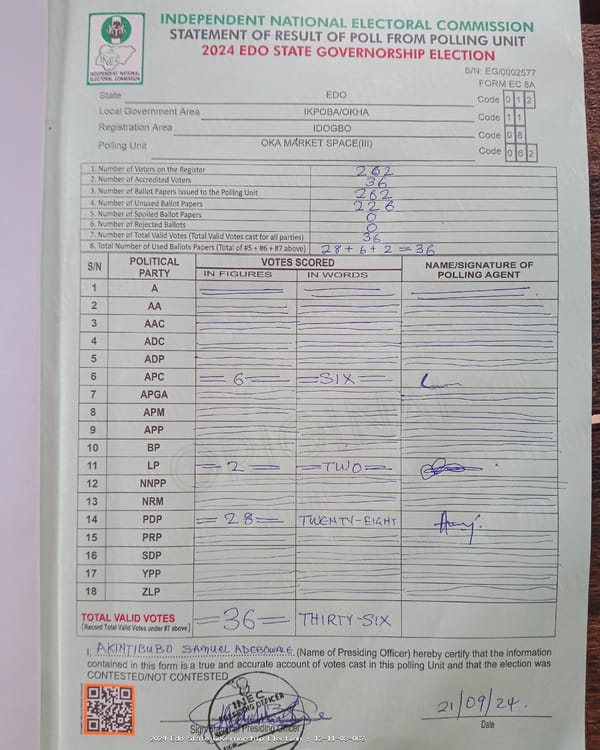 INDEPENDENT NATIONAL ELECTORAL COMMISSION
STATEMENT OF RESULT OF POLL FROM POLLING UNIT
2024 EDO STATE GOVERNORSHIP ELECTION
INEC
INDEPENDENT NATIONAL
ELECTORAL COMMISSION
S/N: EG/0002577
FORM EC 8A
State EDO Code 0 1 2
Local Government Area IKPOBA/OKHA Code 1 1
Registration Area IDOGBO Code 0 8
Polling Unit OKA MARKET SPACE(III) Code 0 6 2
1. Number of Voters on the Register 262
2. Number of Accredited Voters 36
3. Number of Ballot Papers Issued to the Polling Unit 262
4. Number of Unused Ballot Papers 226
5. Number of Spoiled Ballot Papers 0
6. Number of Rejected Ballots 0
7. Number of Total Valid Votes (Total Valid Votes cast for all parties) 36
8. Total Number of Used Ballots Papers (Total of #5 + #6 + #7 above) 28 + 6 + 2 = 36
S/N POLITICAL PARTY VOTES SCORED NAME/SIGNATURE OF POLLING AGENT
IN FIGURES IN WORDS
1 A
2 AA
3 AAC
4 ADC
5 ADP
6 APC =6= =SIX=
7 APGA
8 APM
9 APP
10 BP
11 LP =2= =TWO=
12 NNPP
13 NRM
14 PDP =28= TWENTY-EIGHT
15 PRP
16 SDP
17 YPP
18 ZLP
TOTAL VALID VOTES =36= THIRTY-SIX
(Record Total Valid Votes under #7 above)
I, AKINTIBUBO SAMUEL ADEBOWALE, (Name of Presiding Officer) hereby certify that the information
contained in this form is a true and accurate account of votes cast in this polling Unit and that the election was
CONTESTED/NOT CONTESTED
INEC
PRESIDING OFFICER
21/09/24.
Signature of Presiding Officer Date
2024 Edo State Governorship Election : 12-11-08-062